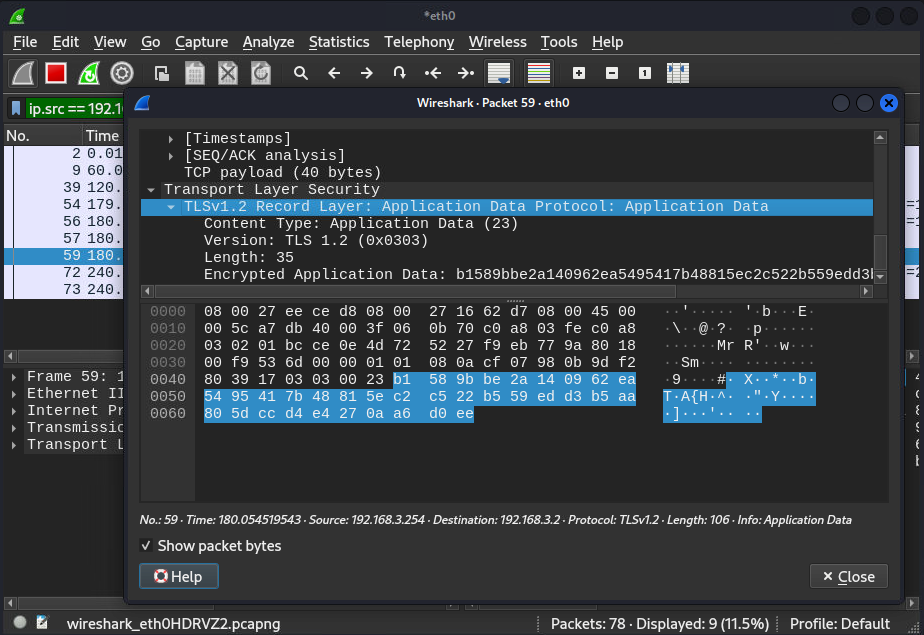 *eth0
File Edit View Go Capture Analyze Statistics Telephony Wireless Tools Help
ip.src == 192.1
Wireshark · Packet 59 · eth0
No. Time
2 0.01
9 60.0
39 120.
54 179.
56 180.
57 180.
59 180.
72 240.
73 240.
[Timestamps]
[SEQ/ACK analysis]
TCP payload (40 bytes)
Transport Layer Security
TLSv1.2 Record Layer: Application Data Protocol: Application Data
Content Type: Application Data (23)
Version: TLS 1.2 (0x0303)
Length: 35
Encrypted Application Data: b1589bbe2a140962ea5495417b48815ec2c522b559edd3b
0000 08 00 27 ee ce d8 08 00 27 16 62 d7 08 00 45 00 ··'····· '·b···E·
0010 00 5c a7 db 40 00 3f 06 0b 70 c0 a8 03 fe c0 a8 ·\··@·?· ·p······
0020 03 02 01 bc ce 0e 4d 72 52 27 f9 eb 77 9a 80 18 ······Mr R'··w···
0030 00 f9 53 6d 00 00 01 01 08 0a cf 07 98 0b 9d f2 ··Sm···· ········
0040 80 39 17 03 03 00 23 b1 58 9b be 2a 14 09 62 ea ·9····#· X··*··b·
0050 54 95 41 7b 48 81 5e c2 c5 22 b5 59 ed d3 b5 aa T·A{H·^· ·"·Y····
0060 80 5d cc d4 e4 27 0a a6 d0 ee ·]···'·· ··
Frame 59: 1
Ethernet II
Internet Pr
Transmissio
Transport L
No.: 59 · Time: 180.054519543 · Source: 192.168.3.254 · Destination: 192.168.3.2 · Protocol: TLSv1.2 · Length: 106 · Info: Application Data
Show packet bytes
Help
Close
wireshark_eth0HDRVZ2.pcapng
Packets: 78 · Displayed: 9 (11.5%)
Profile: Default